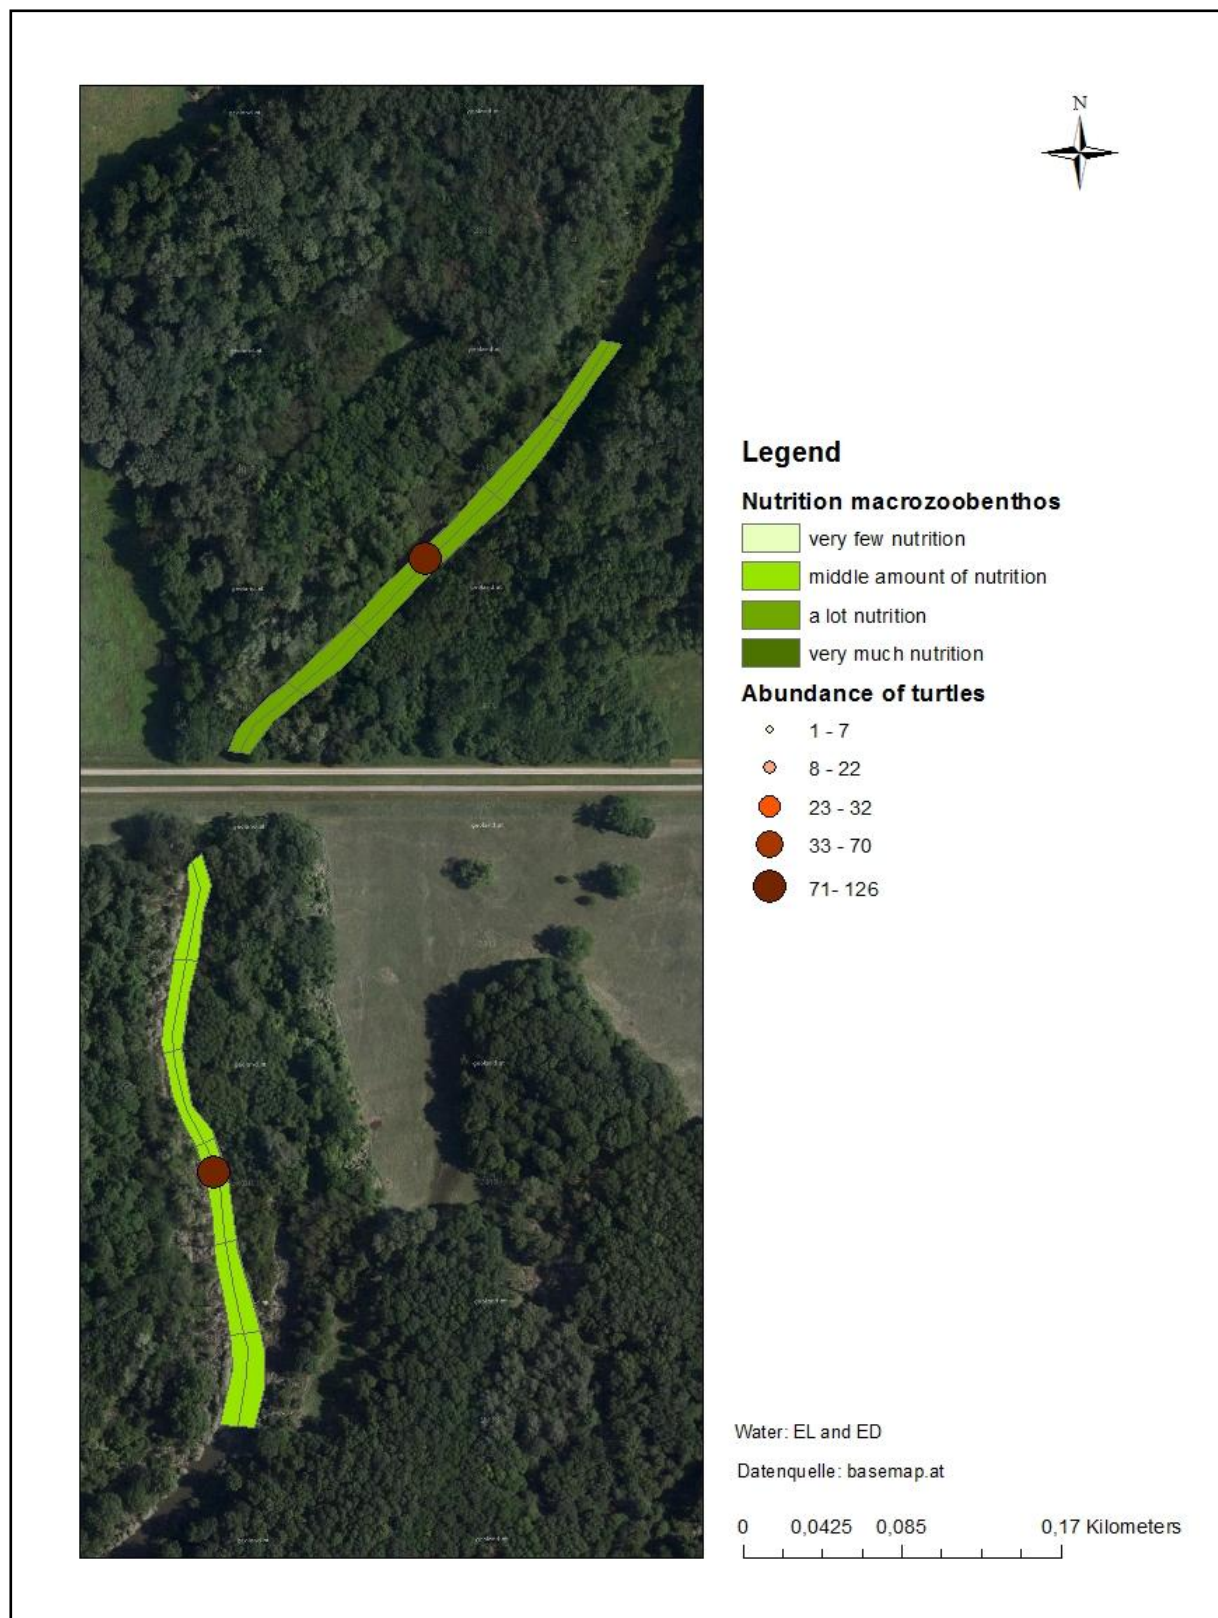 N
Legend
Nutrition macrozoobenthos
very few nutrition
middle amount of nutrition
a lot nutrition
very much nutrition
Abundance of turtles
1 - 7
8 - 22
23 - 32
33 - 70
71- 126
Water: EL and ED
Datenquelle: basemap.at
0 0,0425 0,085 0,17 Kilometers